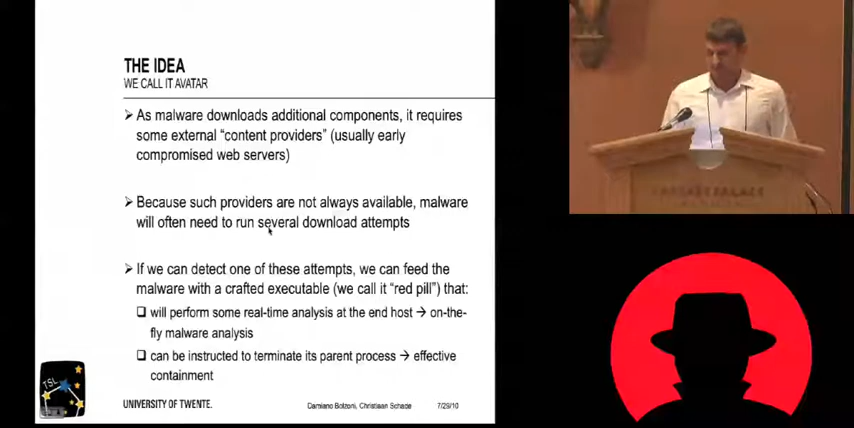 THE IDEA
WE CALL IT AVATAR
➢ As malware downloads additional components, it requires
some external “content providers” (usually early
compromised web servers)
➢ Because such providers are not always available, malware
will often need to run several download attempts
➢ If we can detect one of these attempts, we can feed the
malware with a crafted executable (we call it “red pill”) that:
❑ will perform some real-time analysis at the end host → on-the-
fly malware analysis
❑ can be instructed to terminate its parent process → effective
containment
TSL
UNIVERSITY OF TWENTE.
Damiano Bolzoni, Christiaan Schade
7/29/10
PALACE